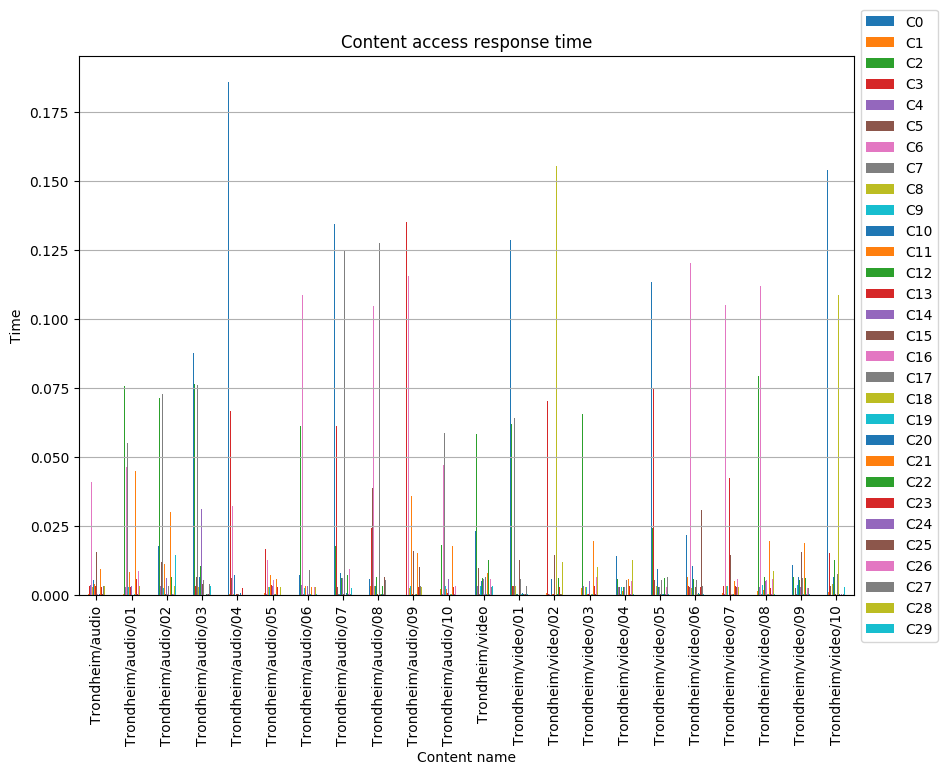 Content access response time
Time
0.175
0.150
0.125
0.100
0.075
0.050
0.025
0.000
Trondheim/audio
Trondheim/audio/01
Trondheim/audio/02
Trondheim/audio/03
Trondheim/audio/04
Trondheim/audio/05
Trondheim/audio/06
Trondheim/audio/07
Trondheim/audio/08
Trondheim/audio/09
Trondheim/audio/10
Trondheim/video
Trondheim/video/01
Trondheim/video/02
Trondheim/video/03
Trondheim/video/04
Trondheim/video/05
Trondheim/video/06
Trondheim/video/07
Trondheim/video/08
Trondheim/video/09
Trondheim/video/10
Content name
C0
C1
C2
C3
C4
C5
C6
C7
C8
C9
C10
C11
C12
C13
C14
C15
C16
C17
C18
C19
C20
C21
C22
C23
C24
C25
C26
C27
C28
C29